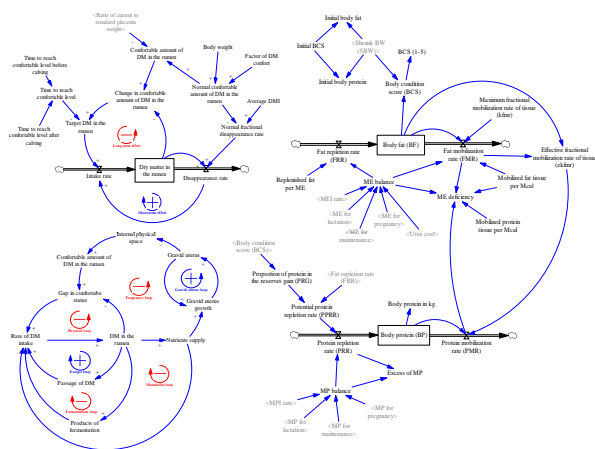 <Ratio of current to
standard placenta
weight>
Comfortable amount of DM
in the rumen
Body weight
Factor of DM
comfort
Time to reach
comfortable level before
calving
Time to reach
comfortable level
Change in comfortable
amount of DM in the rumen
Normal comfortable
amount of DM in the rumen
Average DMI
Target DM in the
rumen
Time to reach
comfortable level after
calving
Normal fractional
disappearance rate
Long-term effect
Dry matter in
the rumen
Intake rate
Disappearance rate
Short-term effect
Internal physical
space
Comfortable amount of
DM in the rumen
Gravid uterus
Gravid uterus loop
Pregnancy loop
Gap in comfortable
status
Gravid uterus
growth
Physical loop
Rate of DM
intake
DM in the
rumen
Nutrients supply
Escape loop
Metabolism loop
Passage of DM
Fermentation loop
Products of
fermentation
Initial body fat
Initial BCS
<Shrunk BW
(SBW)>
BCS (1-5)
Initial body protein
Body condition
score (BCS)
Maximum fractional
mobilization rate of tissue
(kfmr)
Fat repletion rate
(FRR)
Body fat (BF)
Fat mobilization
rate (FMR)
Effective fractional
mobilization rate of tissue
(ekfmr)
Replenished fat
per ME
ME balance
ME deficiency
Mobilized fat tissue
per Mcal
<MEI rate>
<ME for
lactation>
<ME for
pregnancy>
<ME for
maintenance>
<Urea cost>
Mobilized protein
tissue per Mcal
<Body condition
score (BCS)>
Proportion of protein in
the reserves gain (PRG)
<Fat repletion rate
(FRR)>
Potential protein
repletion rate (PPRR)
Body protein in kg
Protein repletion
rate (PRR)
Body protein (BP)
Protein mobilization
rate (PMR)
Excess of MP
MP balance
<MPI rate>
<MP for
lactation>
<MP for
pregnancy>
<MP for
maintenance>